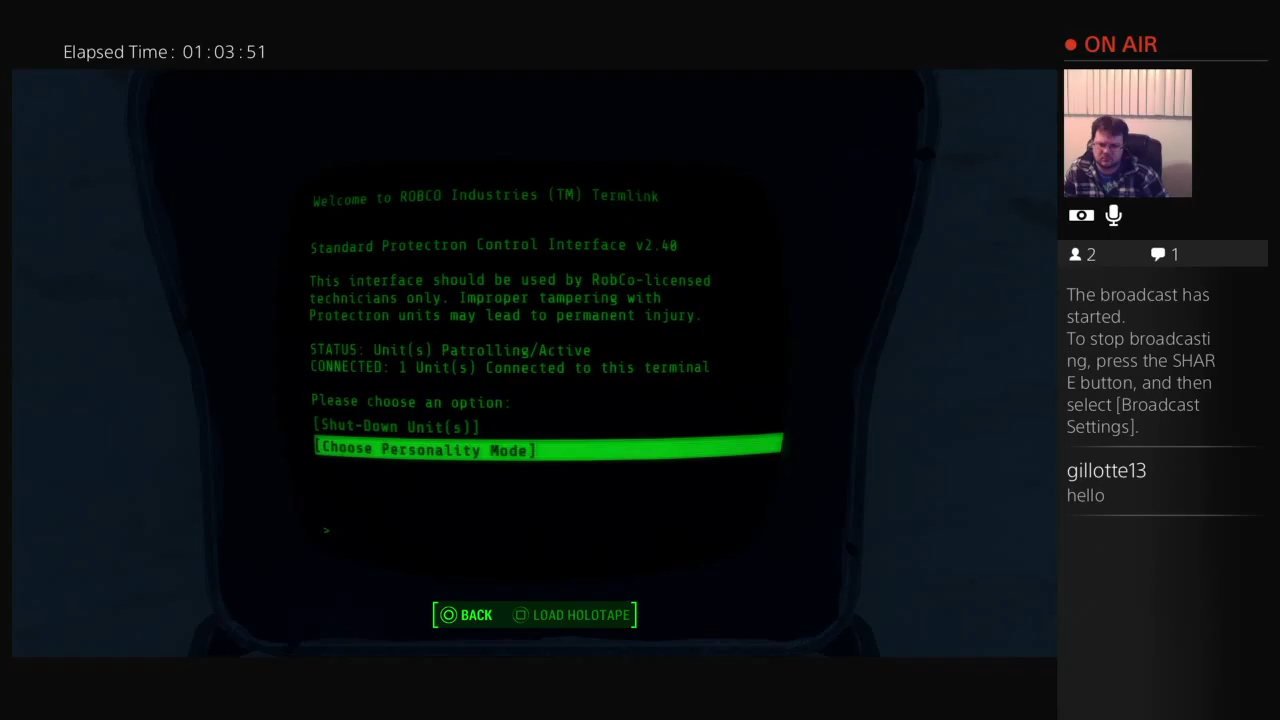 Elapsed Time: 01:03:51
ON AIR
Welcome to ROBCO Industries (TM) Termlink
Standard Protectron Control Interface v2.40
This interface should be used by RobCo-licensed
technicians only. Improper tampering with
Protectron units may lead to permanent injury.
STATUS: Unit(s) Patrolling/Active
CONNECTED: 1 Unit(s) Connected to this terminal
Please choose an option:
[Shut-Down Unit(s)]
[Choose Personality Mode]
>
BACK LOAD HOLOTAPE
2 1
The broadcast has
started.
To stop broadcasti
ng, press the SHAR
E button, and then
select [Broadcast
Settings].
gillotte13
hello